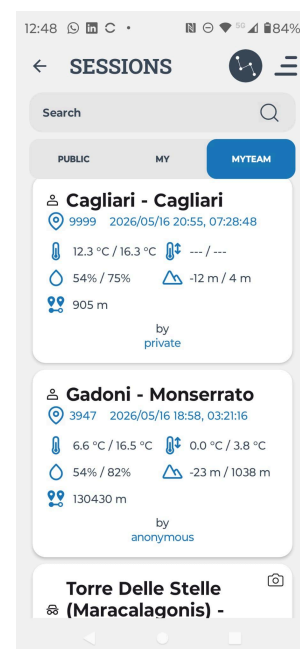 12:48 5G 84%
SESSIONS
Search
PUBLIC MY MYTEAM
Cagliari - Cagliari
9999 2026/05/16 20:55, 07:28:48
12.3 °C / 16.3 °C --- / ---
54% / 75% -12 m / 4 m
905 m
by
private
Gadoni - Monserrato
3947 2026/05/16 18:58, 03:21:16
6.6 °C / 16.5 °C 0.0 °C / 3.8 °C
54% / 82% -23 m / 1038 m
130430 m
by
anonymous
Torre Delle Stelle
(Maracalagonis) -